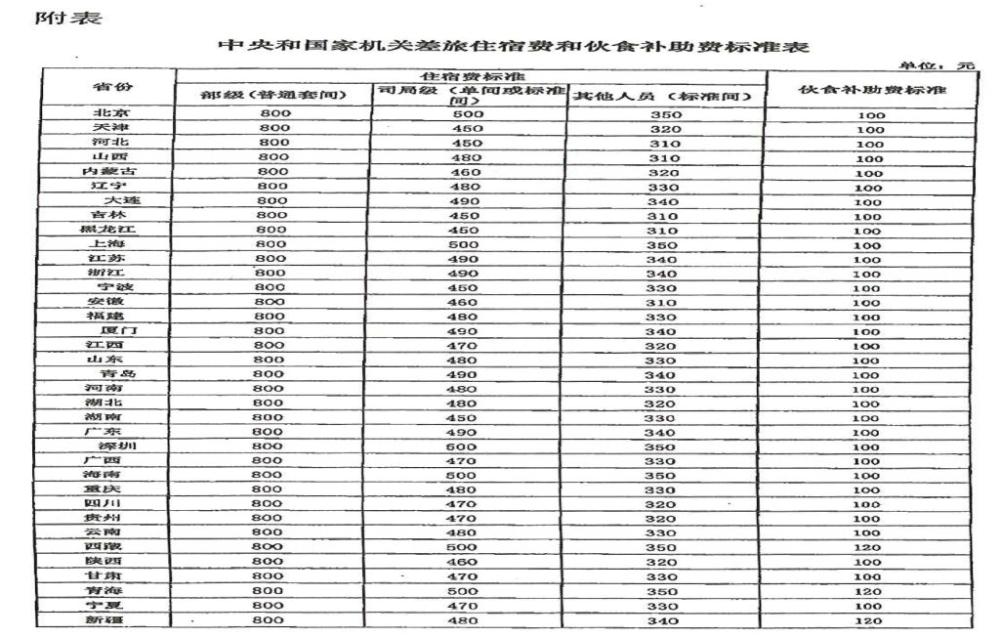 附表
中央和国家机关差旅住宿费和伙食补助费标准表
单位：元
省份 住宿费标准 伙食补助费标准
部级（普通套间） 司局级（单间或标准间） 其他人员（标准间）
北京 800 500 350 100
天津 800 450 320 100
河北 800 450 310 100
山西 800 480 310 100
内蒙古 800 460 320 100
辽宁 800 480 330 100
大连 800 490 340 100
吉林 800 450 310 100
黑龙江 800 450 310 100
上海 800 500 350 100
江苏 800 490 340 100
浙江 800 490 340 100
宁波 800 450 330 100
安徽 800 460 310 100
福建 800 480 330 100
厦门 800 490 340 100
江西 800 470 320 100
山东 800 480 330 100
青岛 800 490 340 100
河南 800 480 330 100
湖北 800 480 320 100
湖南 800 450 330 100
广东 800 490 340 100
深圳 800 500 350 100
广西 800 470 330 100
海南 800 500 350 100
重庆 800 480 330 100
四川 800 470 320 100
贵州 800 470 320 100
云南 800 480 330 100
西藏 800 500 350 120
陕西 800 460 320 100
甘肃 800 470 330 100
青海 800 500 350 120
宁夏 800 470 330 100
新疆 800 480 340 120